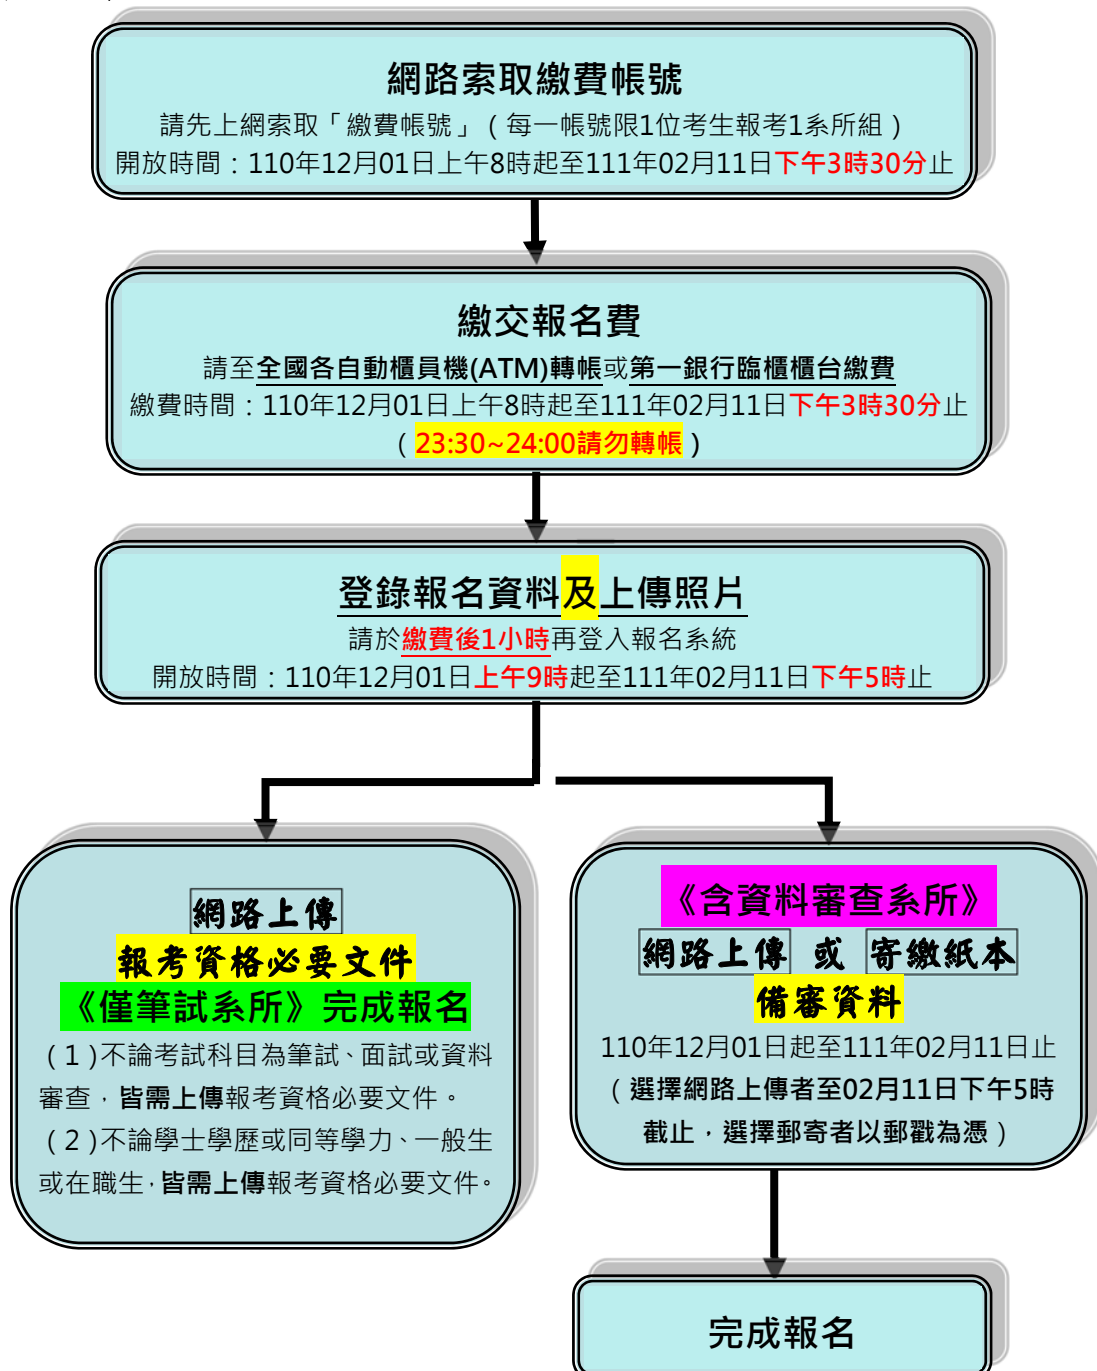 網路索取繳費帳號
請先上網索取「繳費帳號」(每一帳號限1位考生報考1系所組)
開放時間：110年12月01日上午8時起至111年02月11日下午3時30分止
繳交報名費
請至全國各自動櫃員機(ATM)轉帳或第一銀行臨櫃櫃台繳費
繳費時間：110年12月01日上午8時起至111年02月11日下午3時30分止
(23:30~24:00請勿轉帳)
登錄報名資料及上傳照片
請於繳費後1小時再登入報名系統
開放時間：110年12月01日上午9時起至111年02月11日下午5時止
網路上傳
報考資格必要文件
《僅筆試系所》完成報名
(1)不論考試科目為筆試、面試或資料
審查，皆需上傳報考資格必要文件。
(2)不論學士學歷或同等學力、一般生
或在職生，皆需上傳報考資格必要文件。
《含資料審查系所》
網路上傳 或 寄繳紙本
備審資料
110年12月01日起至111年02月11日止
(選擇網路上傳者至02月11日下午5時
截止，選擇郵寄者以郵戳為憑)
完成報名